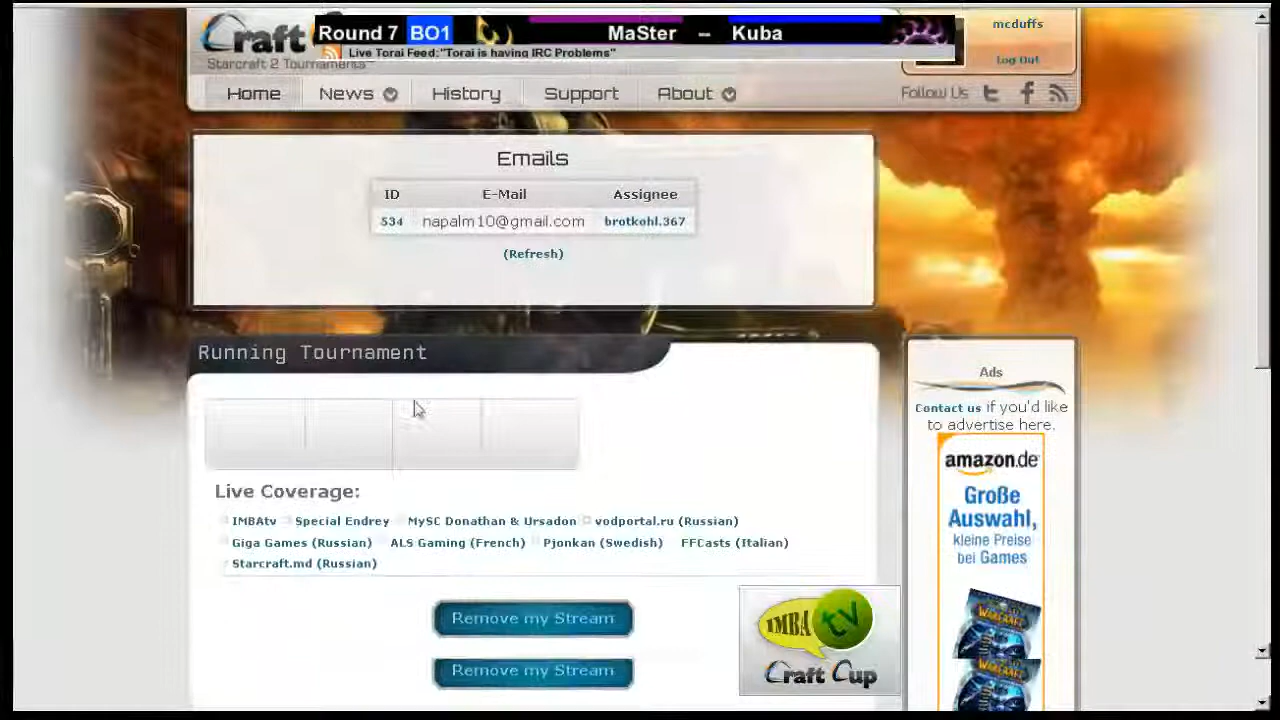 Craft
Round 7 BO1 MaSter -- Kuba
Live Torai Feed:"Torai is having IRC Problems"
Starcraft 2 Tournaments
mcduffs
Log Out
Home News History Support About Follow Us
Emails
ID E-Mail Assignee
534 napalm10@gmail.com brotkohl.367
(Refresh)
Running Tournament
Live Coverage:
IMBAtv Special Endrey MySC Donathan & Ursadon vodportal.ru (Russian)
Giga Games (Russian) ALS Gaming (French) Pjonkan (Swedish) FFCasts (Italian)
Starcraft.md (Russian)
Remove my Stream
Remove my Stream
IMBA tv
Craft Cup
Ads
Contact us if you'd like
to advertise here.
amazon.de
Große
Auswahl,
kleine Preise
bei Games